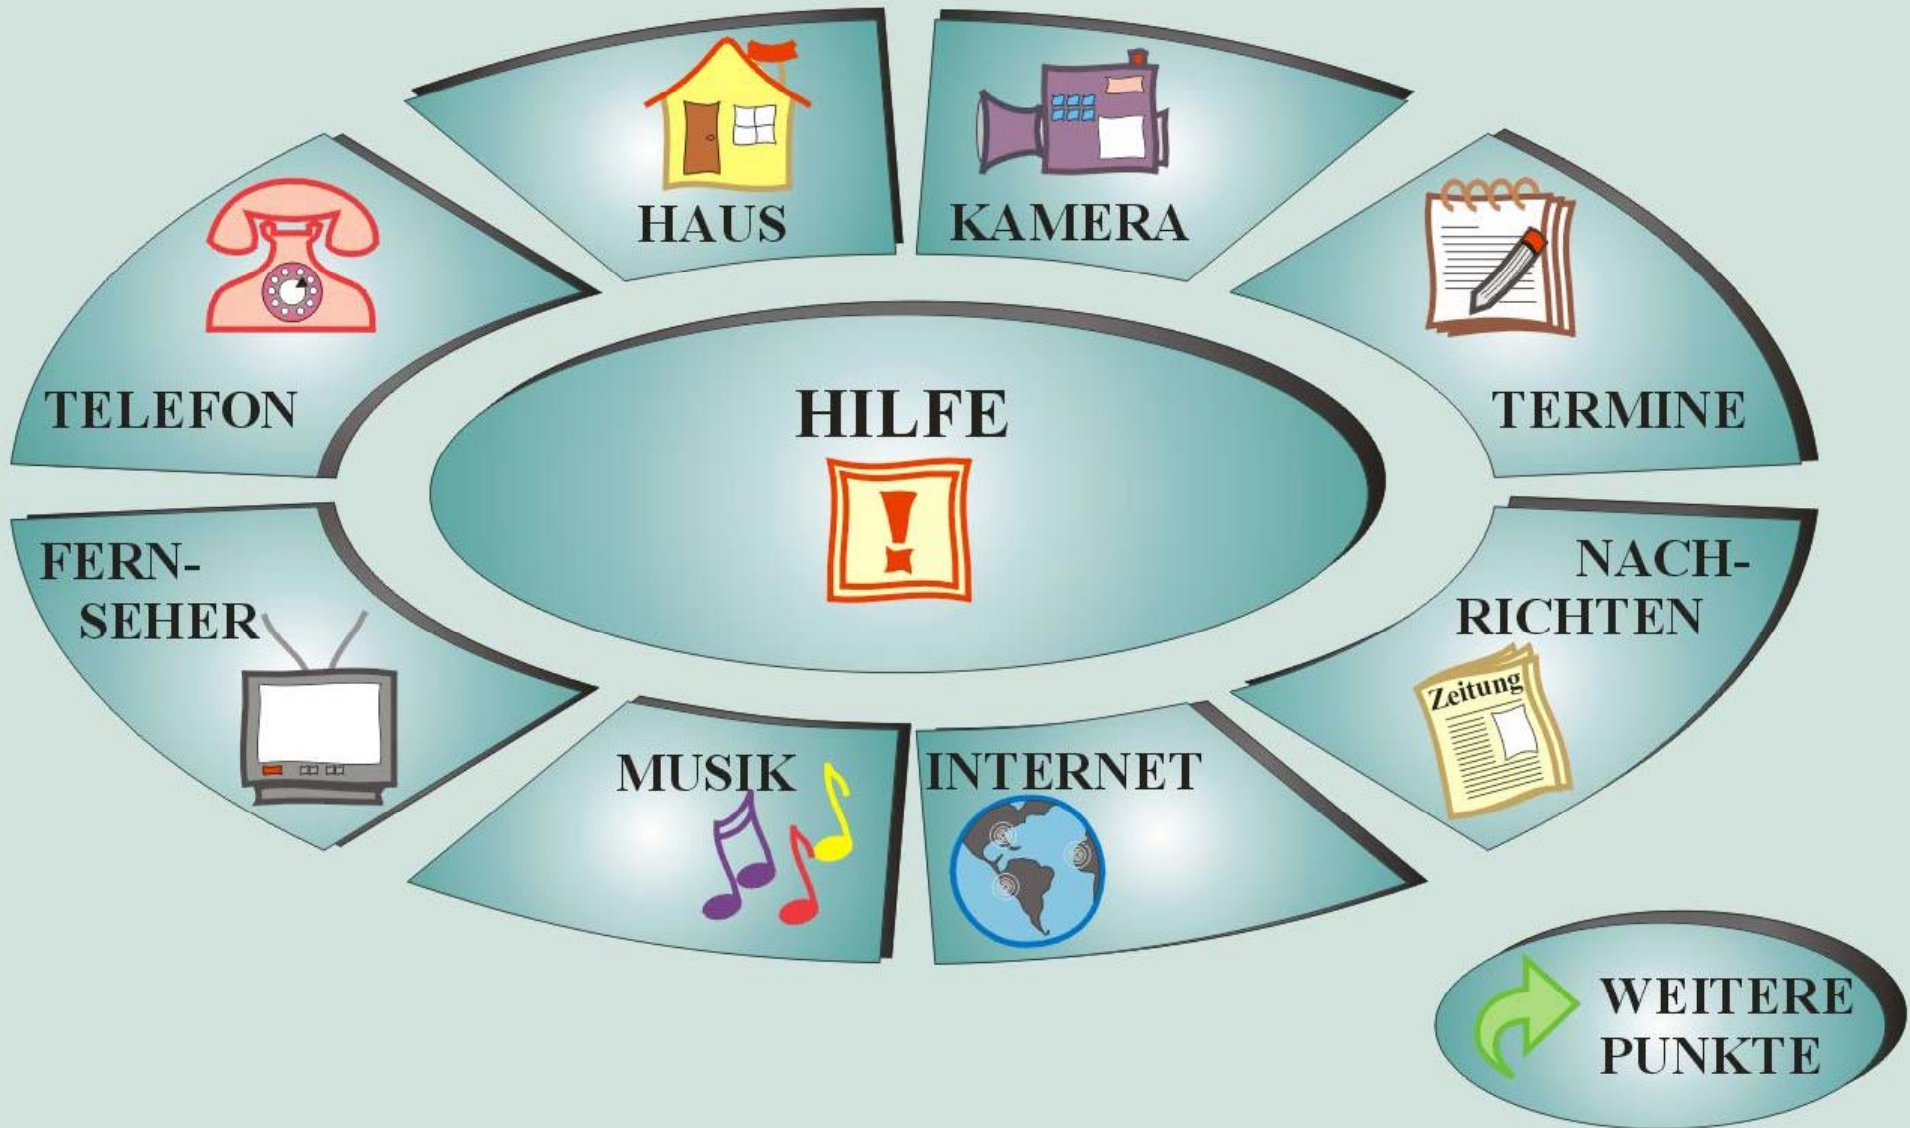 HAUS
KAMERA
TELEFON
TERMINE
HILFE
!
FERN-
SEHER
NACH-
RICHTEN
Zeitung
MUSIK
INTERNET
WEITERE
PUNKTE